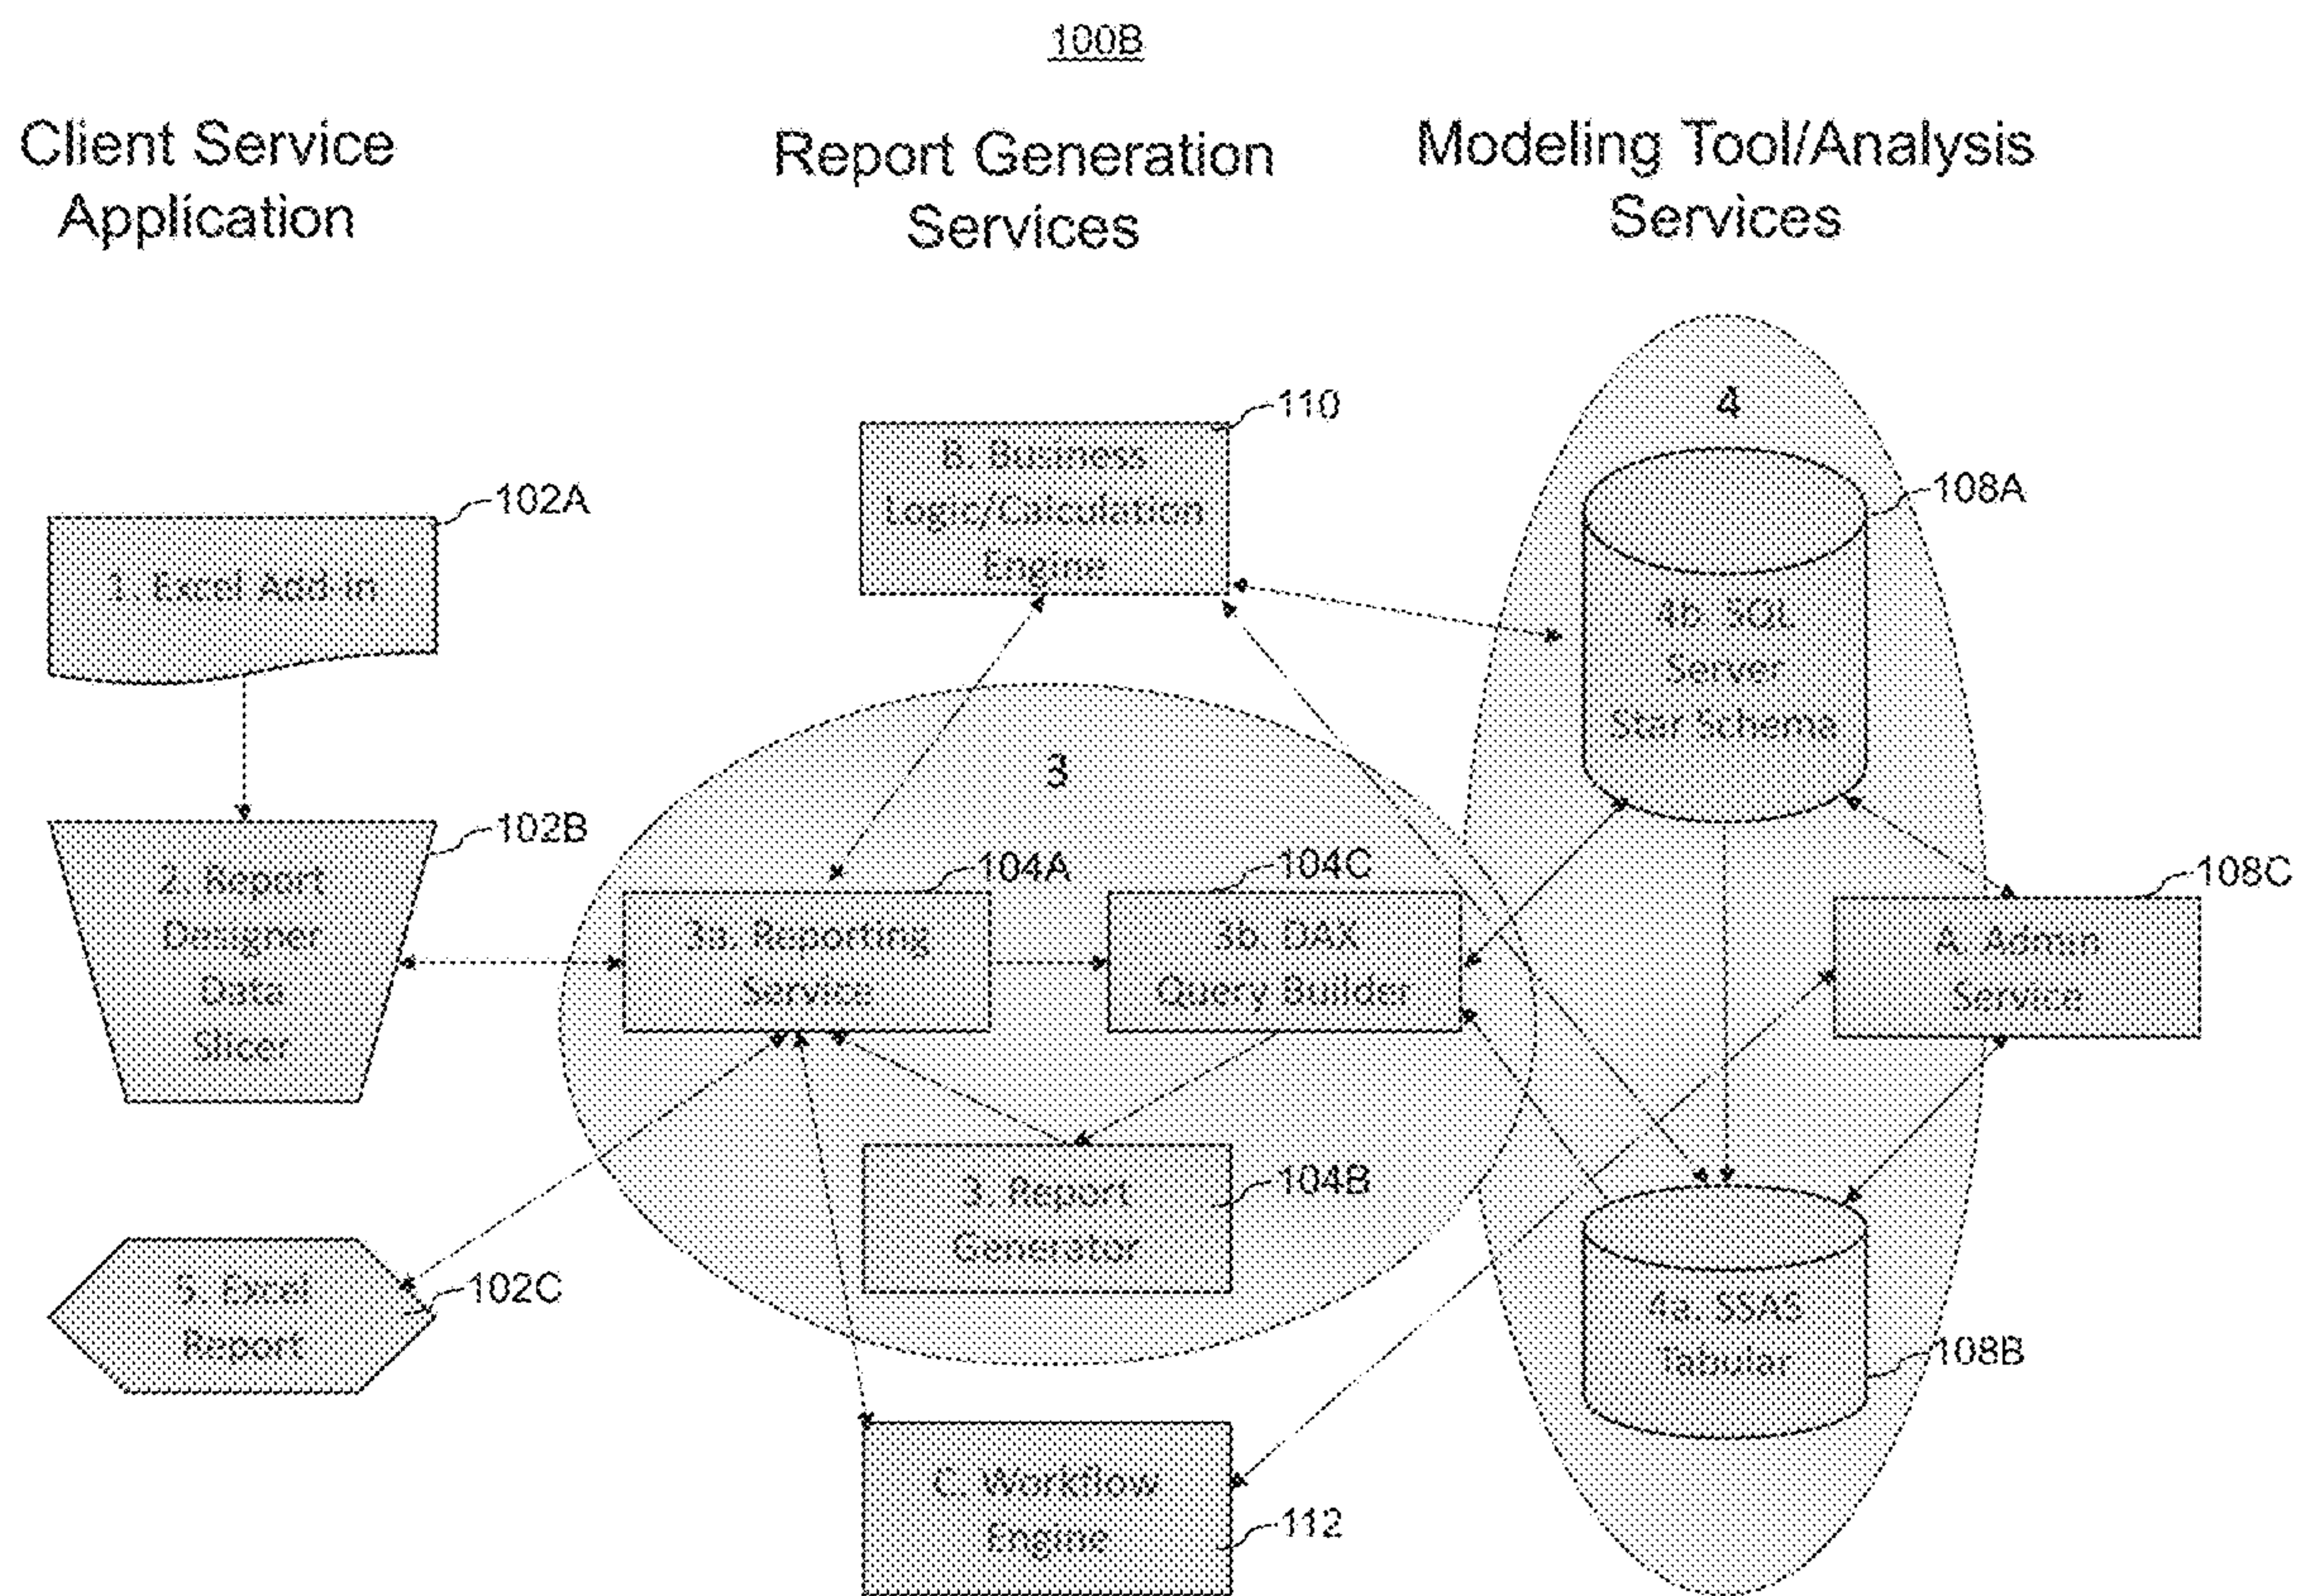 100B
Client Service
Application
Report Generation
Services
Modeling Tool/Analysis
Services
110
B. Business
Logic/Calculation
Engine
4
108A
4b. SQL
Server
Star Schema
102A
1. Excel Add-in
3
102B
2. Report
Designer
Data
Slicer
104A
3a. Reporting
Service
104C
3b. DAX
Query Builder
108C
A. Admin
Service
3. Report
Generator
104B
5. Excel
Report
102C
4a. SSAS
Tabular
108B
C. Workflow
Engine
112